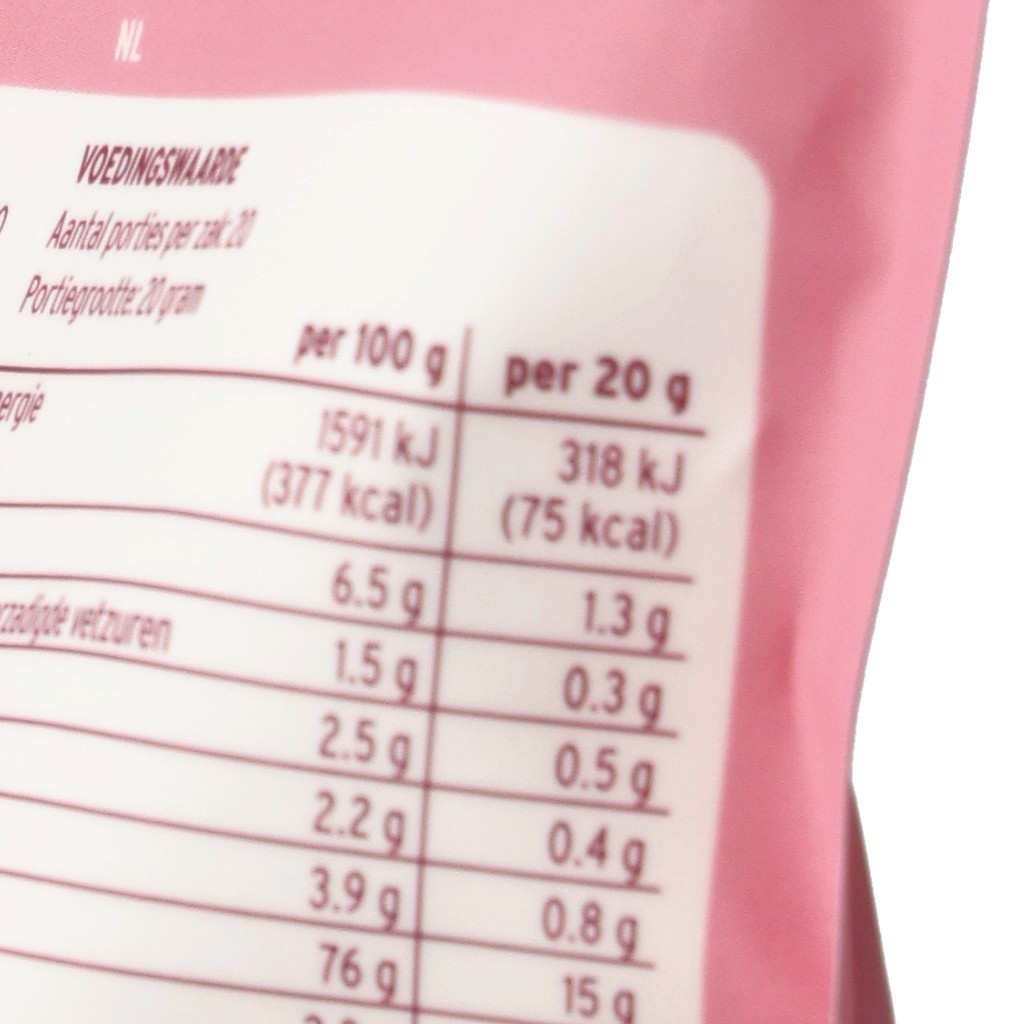 NL
VOEDINGSWAARDE
Aantal porties per zak: 20
Portiegrootte: 20 gram
per 100 g per 20 g
1591 kJ 318 kJ
(377 kcal) (75 kcal)
6.5 g 1.3 g
vetzuren 1.5 g 0.3 g
2.5 g 0.5 g
2.2 g 0.4 g
3.9 g 0.8 g
76 g 15 g